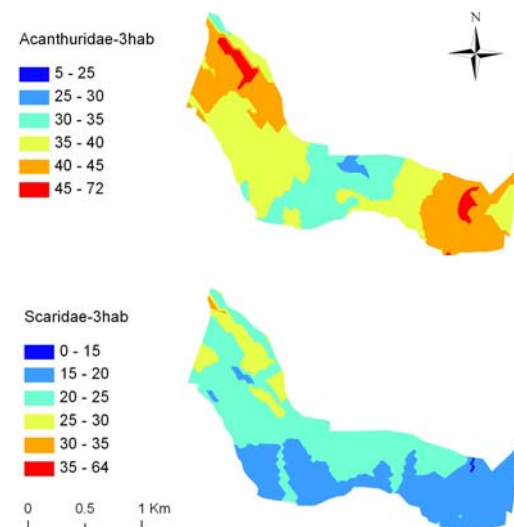 N
Acanthuridae-3hab
5 - 25
25 - 30
30 - 35
35 - 40
40 - 45
45 - 72
Scaridae-3hab
0 - 15
15 - 20
20 - 25
25 - 30
30 - 35
35 - 64
0 0.5 1 Km